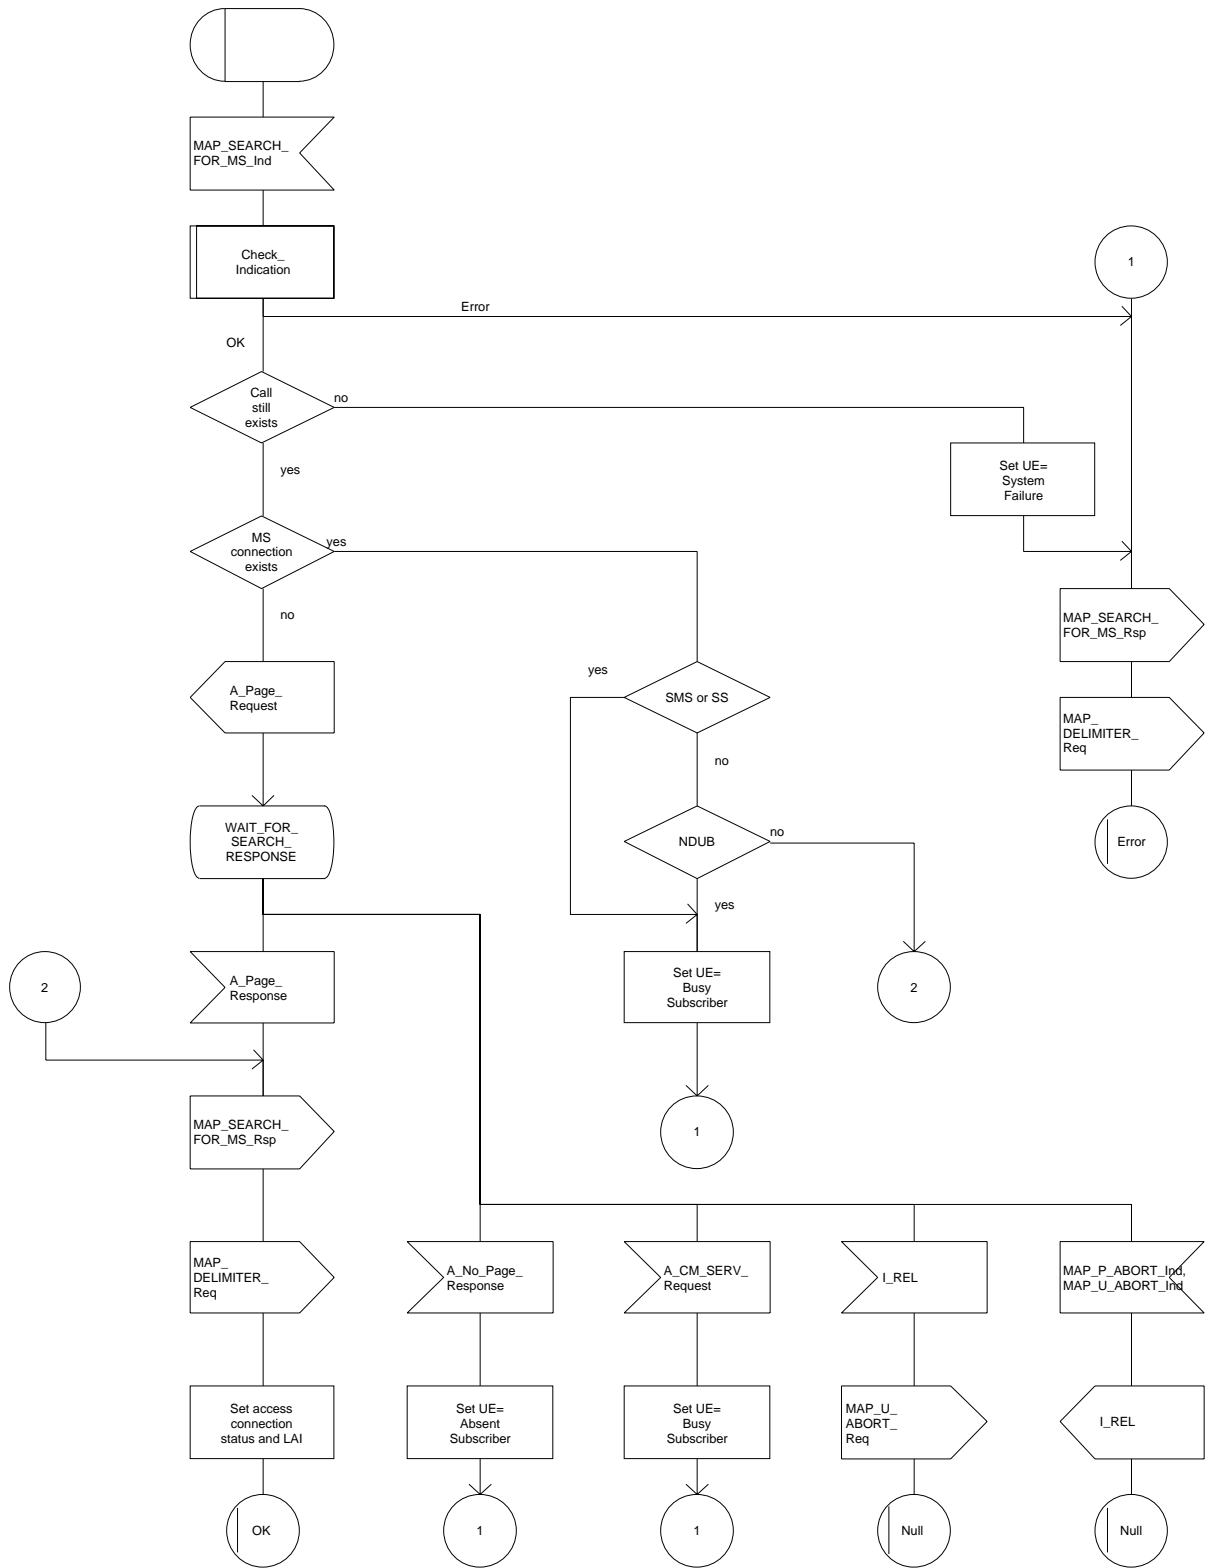 MAP_SEARCH_
FOR_MS_Ind
Check_
Indication
1
Error
OK
Call
still
exists
no
yes
Set UE=
System
Failure
MS
connection
exists
yes
no
MAP_SEARCH_
FOR_MS_Rsp
yes
A_Page_
Request
SMS or SS
MAP_
DELIMITER_
Req
no
WAIT_FOR_
SEARCH_
RESPONSE
NDUB
no
Error
yes
2
A_Page_
Response
Set UE=
Busy
Subscriber
2
MAP_SEARCH_
FOR_MS_Rsp
1
MAP_
DELIMITER_
Req
A_No_Page_
Response
A_CM_SERV_
Request
I_REL
MAP_P_ABORT_Ind,
MAP_U_ABORT_Ind
Set access
connection
status and LAI
Set UE=
Absent
Subscriber
Set UE=
Busy
Subscriber
MAP_U_
ABORT_
Req
I_REL
OK
1
1
Null
Null